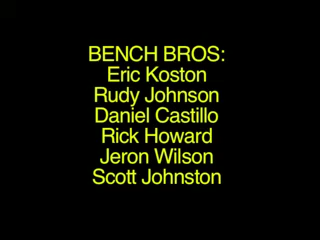 BENCH BROS:
Eric Koston
Rudy Johnson
Daniel Castillo
Rick Howard
Jeron Wilson
Scott Johnston